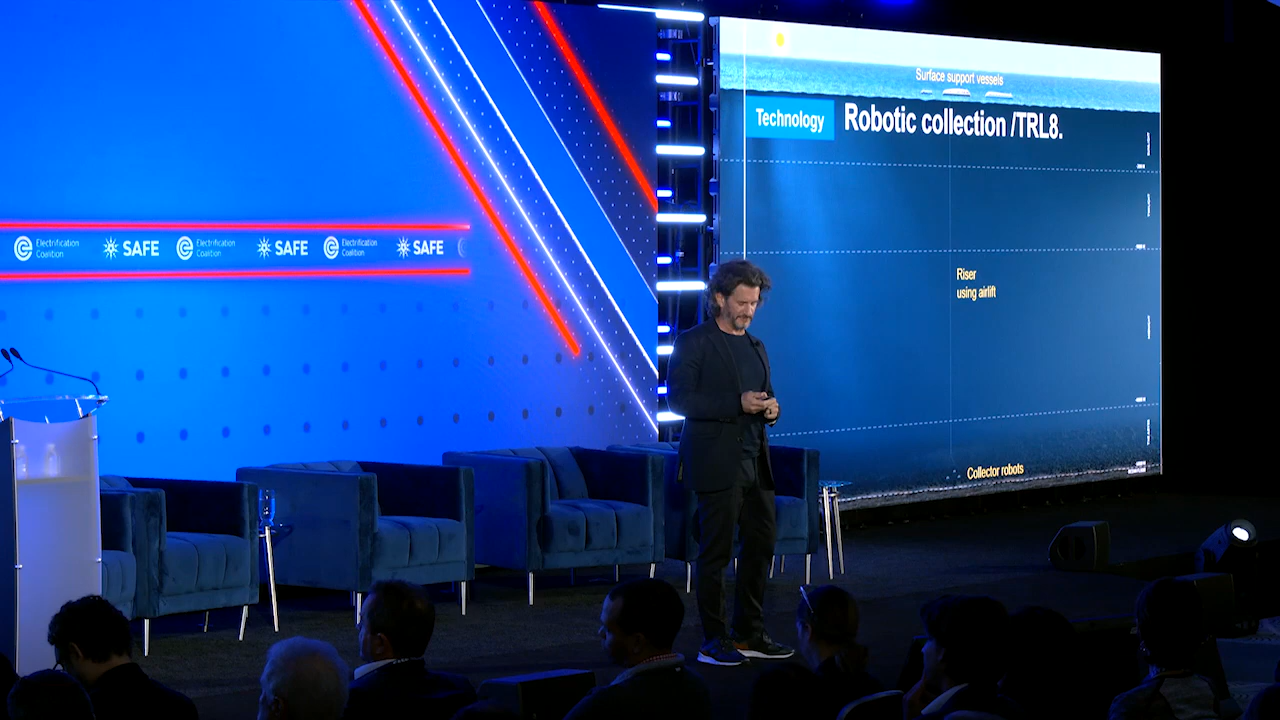 Surface support vessels
Technology
Robotic collection /TRL8.
Riser
using airlift
Collector robots
Electrification
Coalition
SAFE
Electrification
Coalition
SAFE
Electrification
Coalition
SAFE